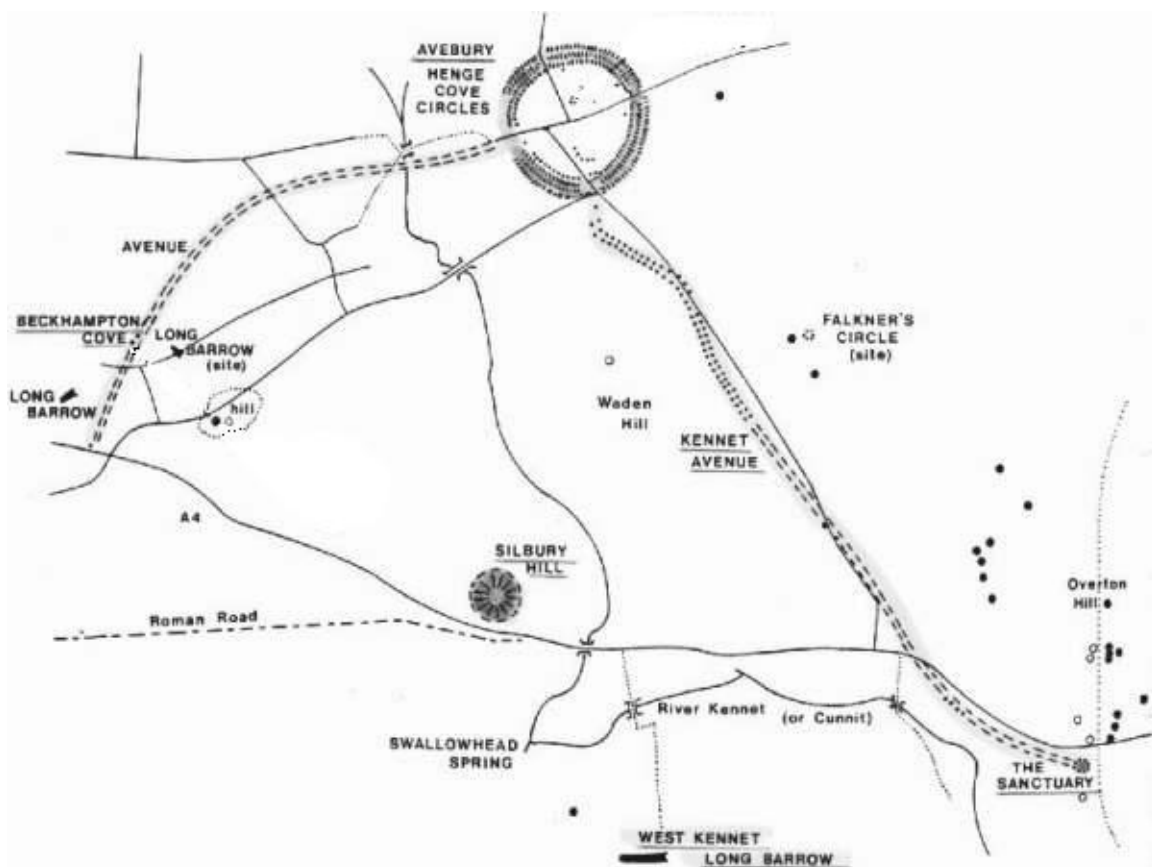 AVEBURY
HENGE
COVE
CIRCLES
AVENUE
BECKHAMPTON
COVE
LONG
BARROW
(site)
LONG
BARROW
hill
FALKNER'S
CIRCLE
(site)
Waden
Hill
KENNET
AVENUE
A4
SILBURY
HILL
Overton
Hill
Roman Road
River Kennet
(or Cunnit)
SWALLOWHEAD
SPRING
THE
SANCTUARY
WEST KENNET
LONG BARROW